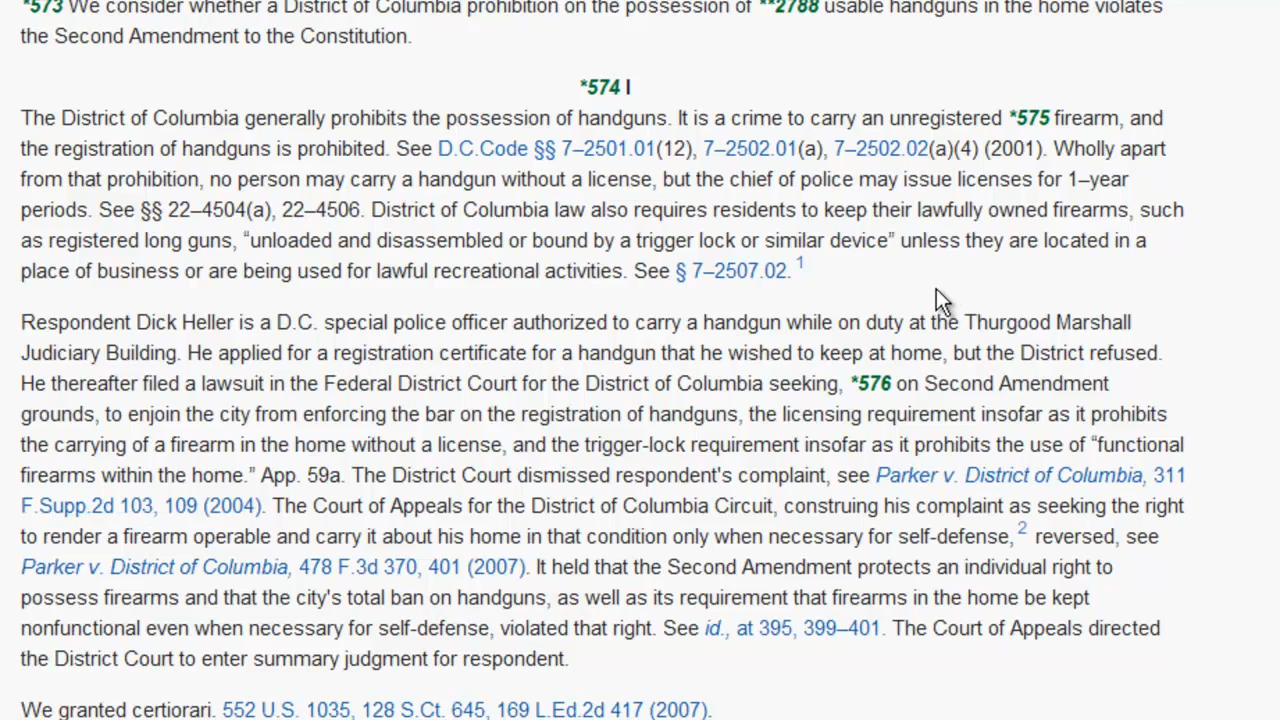 *573 We consider whether a District of Columbia prohibition on the possession of **2788 usable handguns in the home violates
the Second Amendment to the Constitution.
*574 I
The District of Columbia generally prohibits the possession of handguns. It is a crime to carry an unregistered *575 firearm, and
the registration of handguns is prohibited. See D.C.Code §§ 7–2501.01(12), 7–2502.01(a), 7–2502.02(a)(4) (2001). Wholly apart
from that prohibition, no person may carry a handgun without a license, but the chief of police may issue licenses for 1–year
periods. See §§ 22–4504(a), 22–4506. District of Columbia law also requires residents to keep their lawfully owned firearms, such
as registered long guns, “unloaded and disassembled or bound by a trigger lock or similar device” unless they are located in a
place of business or are being used for lawful recreational activities. See § 7–2507.02. 1
Respondent Dick Heller is a D.C. special police officer authorized to carry a handgun while on duty at the Thurgood Marshall
Judiciary Building. He applied for a registration certificate for a handgun that he wished to keep at home, but the District refused.
He thereafter filed a lawsuit in the Federal District Court for the District of Columbia seeking, *576 on Second Amendment
grounds, to enjoin the city from enforcing the bar on the registration of handguns, the licensing requirement insofar as it prohibits
the carrying of a firearm in the home without a license, and the trigger-lock requirement insofar as it prohibits the use of “functional
firearms within the home.” App. 59a. The District Court dismissed respondent's complaint, see Parker v. District of Columbia, 311
F.Supp.2d 103, 109 (2004). The Court of Appeals for the District of Columbia Circuit, construing his complaint as seeking the right
to render a firearm operable and carry it about his home in that condition only when necessary for self-defense, 2 reversed, see
Parker v. District of Columbia, 478 F.3d 370, 401 (2007). It held that the Second Amendment protects an individual right to
possess firearms and that the city's total ban on handguns, as well as its requirement that firearms in the home be kept
nonfunctional even when necessary for self-defense, violated that right. See id., at 395, 399–401. The Court of Appeals directed
the District Court to enter summary judgment for respondent.
We granted certiorari. 552 U.S. 1035, 128 S.Ct. 645, 169 L.Ed.2d 417 (2007).